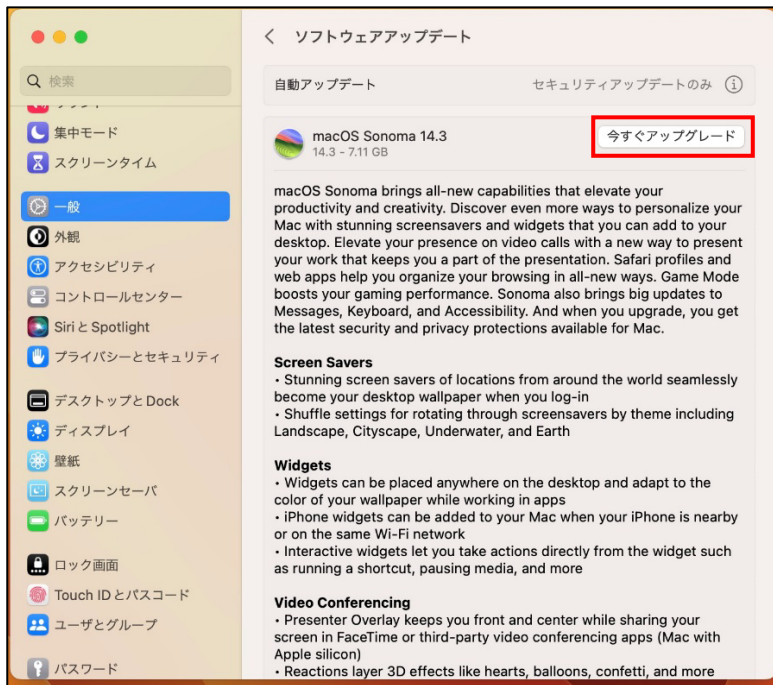 ソフトウェアアップデート
検索
集中モード
スクリーンタイム
一般
外観
アクセシビリティ
コントロールセンター
SiriとSpotlight
プライバシーとセキュリティ
デスクトップとDock
ディスプレイ
壁紙
スクリーンセーバ
バッテリー
ロック画面
Touch IDとパスコード
ユーザとグループ
パスワード
自動アップデート セキュリティアップデートのみ
macOS Sonoma 14.3 今すぐアップグレード
14.3 – 7.11 GB
macOS Sonoma brings all-new capabilities that elevate your
productivity and creativity. Discover even more ways to personalize your
Mac with stunning screensavers and widgets that you can add to your
desktop. Elevate your presence on video calls with a new way to present
your work that keeps you a part of the presentation. Safari profiles and
web apps help you organize your browsing in all-new ways. Game Mode
boosts your gaming performance. Sonoma also brings big updates to
Messages, Keyboard, and Accessibility. And when you upgrade, you get
the latest security and privacy protections available for Mac.
Screen Savers
• Stunning screen savers of locations from around the world seamlessly
become your desktop wallpaper when you log-in
• Shuffle settings for rotating through screensavers by theme including
Landscape, Cityscape, Underwater, and Earth
Widgets
• Widgets can be placed anywhere on the desktop and adapt to the
color of your wallpaper while working in apps
• iPhone widgets can be added to your Mac when your iPhone is nearby
or on the same Wi-Fi network
• Interactive widgets let you take actions directly from the widget such
as running a shortcut, pausing media, and more
Video Conferencing
• Presenter Overlay keeps you front and center while sharing your
screen in FaceTime or third-party video conferencing apps (Mac with
Apple silicon)
• Reactions layer 3D effects like hearts, balloons, confetti, and more